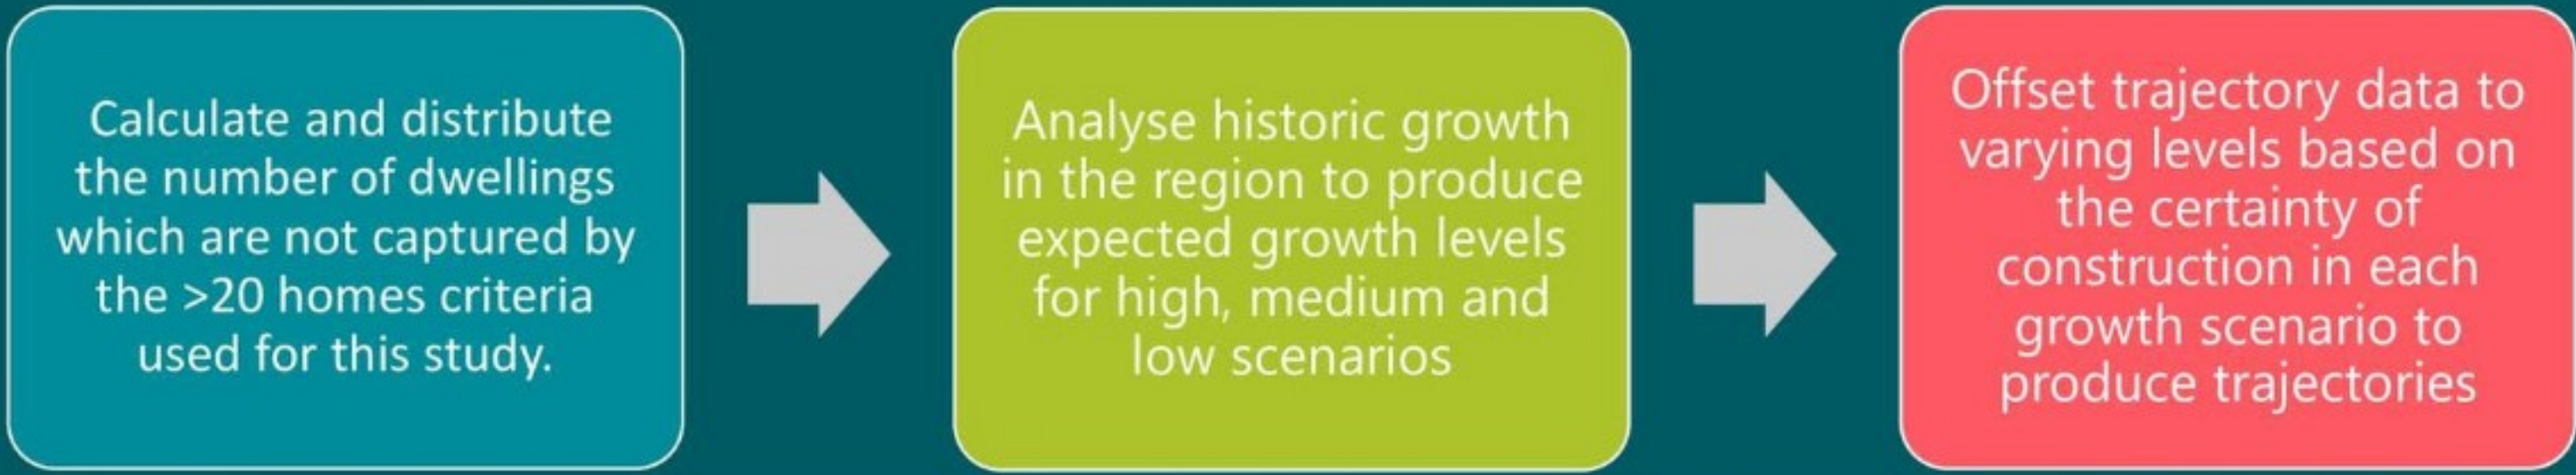 Calculate and distribute
the number of dwellings
which are not captured by
the >20 homes criteria
used for this study.
Analyse historic growth
in the region to produce
expected growth levels
for high, medium and
low scenarios
Offset trajectory data to
varying levels based on
the certainty of
construction in each
growth scenario to
produce trajectories